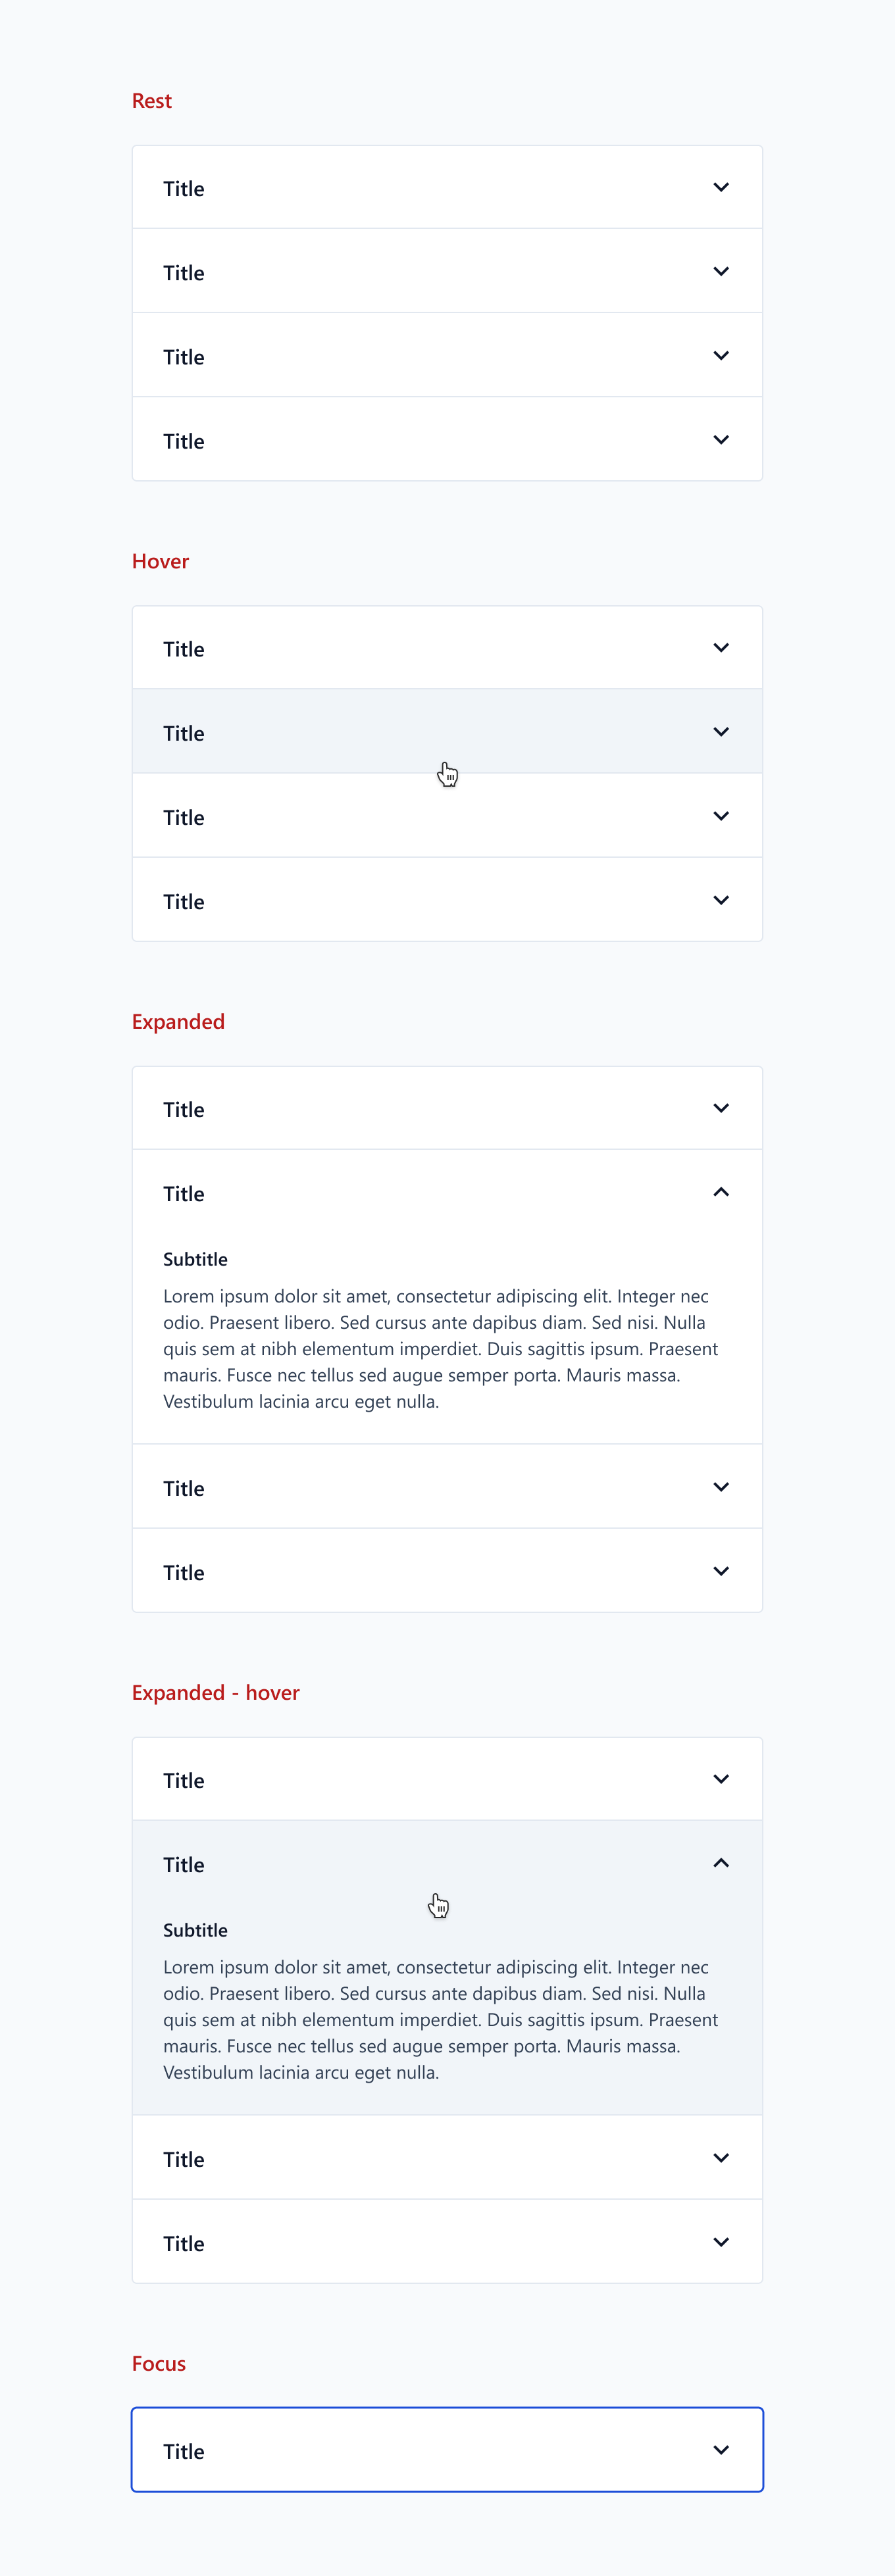 Rest
Title
Title
Title
Title
Hover
Title
Title
Title
Title
Expanded
Title
Title
Subtitle
Lorem ipsum dolor sit amet, consectetur adipiscing elit. Integer nec
odio. Praesent libero. Sed cursus ante dapibus diam. Sed nisi. Nulla
quis sem at nibh elementum imperdiet. Duis sagittis ipsum. Praesent
mauris. Fusce nec tellus sed augue semper porta. Mauris massa.
Vestibulum lacinia arcu eget nulla.
Title
Title
Expanded - hover
Title
Title
Subtitle
Lorem ipsum dolor sit amet, consectetur adipiscing elit. Integer nec
odio. Praesent libero. Sed cursus ante dapibus diam. Sed nisi. Nulla
quis sem at nibh elementum imperdiet. Duis sagittis ipsum. Praesent
mauris. Fusce nec tellus sed augue semper porta. Mauris massa.
Vestibulum lacinia arcu eget nulla.
Title
Title
Focus
Title